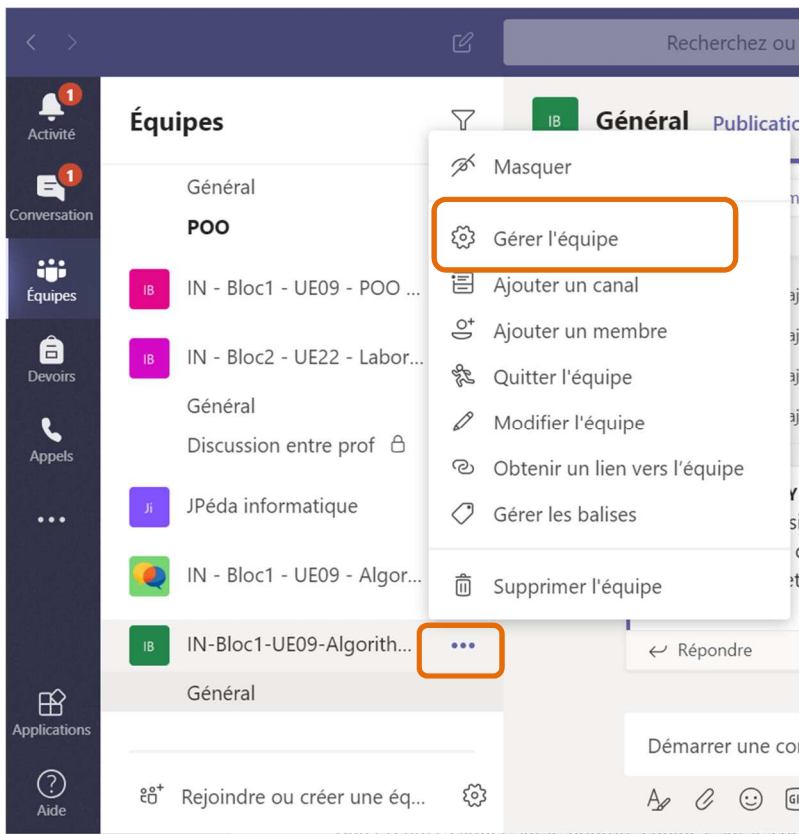 Recherchez ou
1
Activité
1
Conversation
Équipes
Devoirs
Appels
Applications
Aide
Équipes
Général
POO
IB
IN - Bloc1 - UE09 - POO ...
IB
IN - Bloc2 - UE22 - Labor...
Général
Discussion entre prof
Ji
JPéda informatique
IN - Bloc1 - UE09 - Algor...
IB
IN-Bloc1-UE09-Algorith...
Général
Rejoindre ou créer une éq...
IB
Général
Publicatio
Masquer
Gérer l'équipe
Ajouter un canal
Ajouter un membre
Quitter l'équipe
Modifier l'équipe
Obtenir un lien vers l’équipe
Gérer les balises
Supprimer l'équipe
Répondre
Démarrer une co